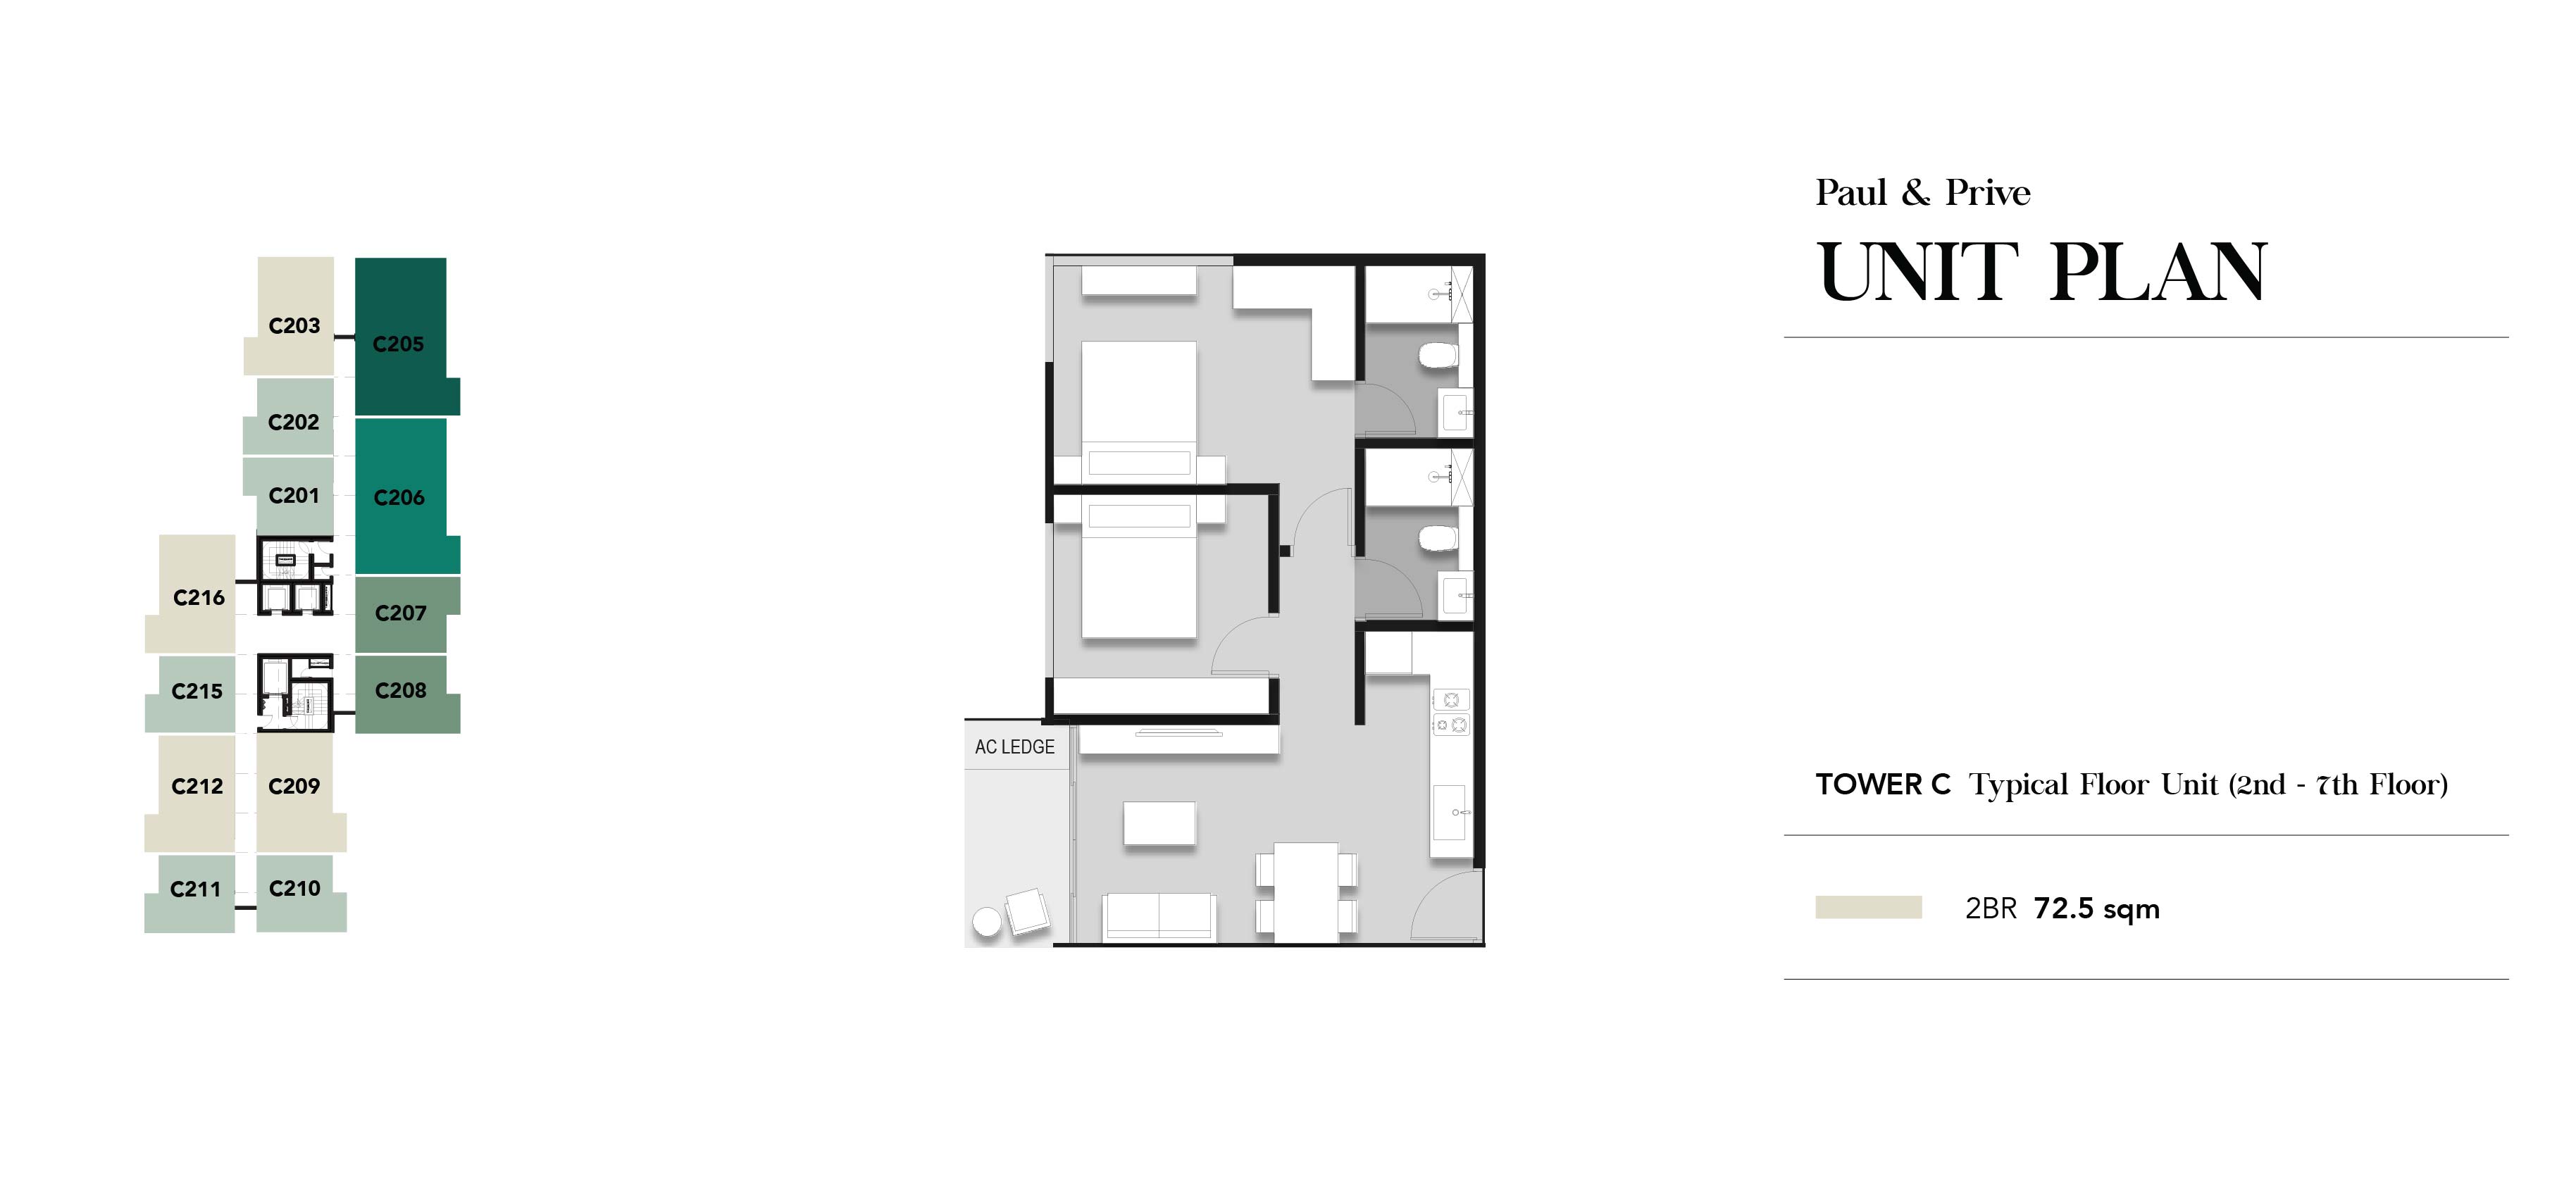 Paul & Prive
UNIT PLAN
C203
C205
C202
C201
C206
C216
C207
C215
C208
C212
C209
C211
C210
AC LEDGE
TOWER C Typical Floor Unit (2nd - 7th Floor)
2BR 72.5 sqm